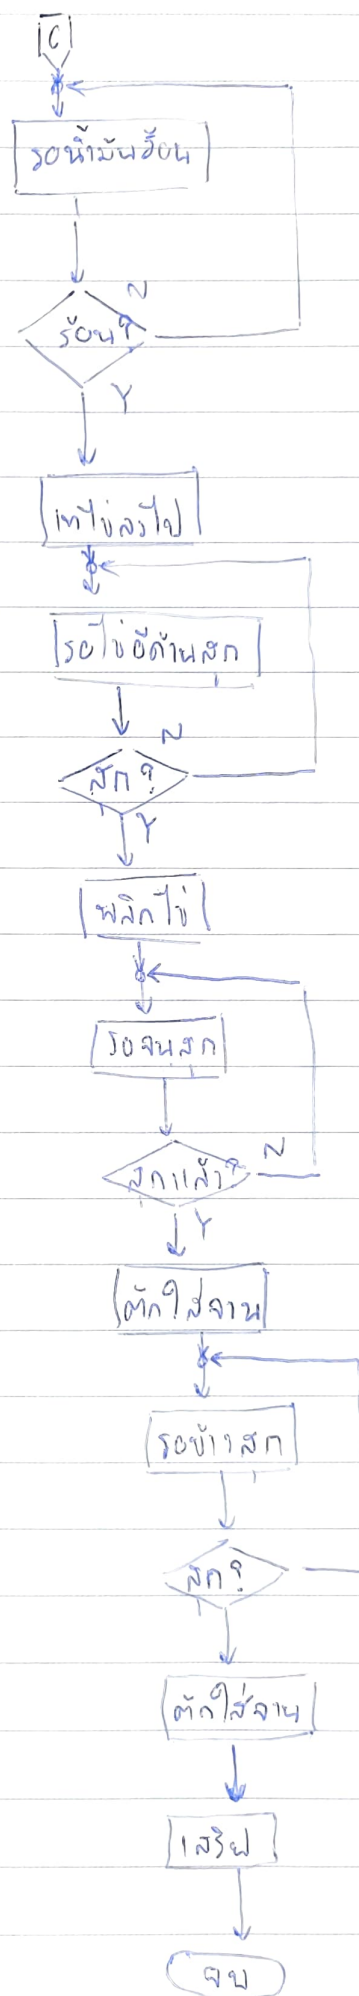 C
รอน้ำมันร้อน
N
ร้อน?
Y
เทไข่ลงไป
รอไข่อีกด้านสุก
N
สุก?
Y
พลิกไข่
รอจนสุก
N
สุกแล้ว?
Y
ตักใส่จาน
รอข้าวสุก
สุก?
ตักใส่จาน
เสริฟ
จบ